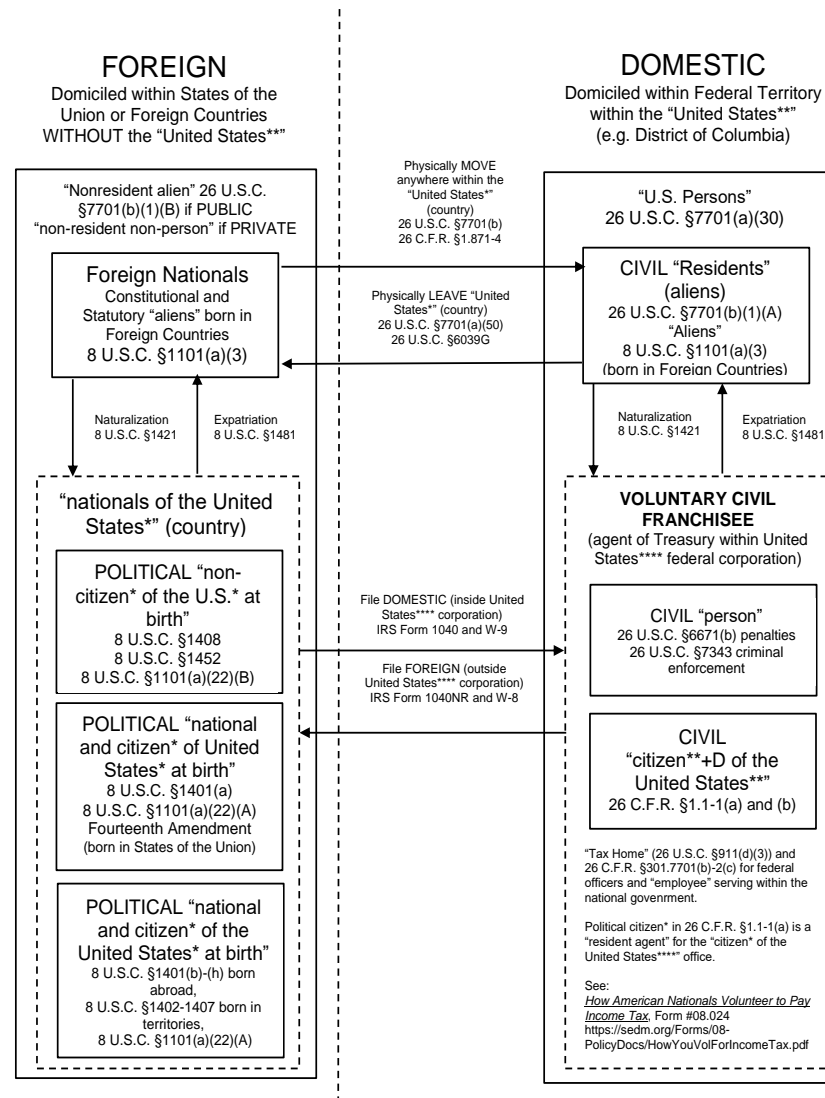 FOREIGN
Domiciled within States of the
Union or Foreign Countries
WITHOUT the “United States**”
DOMESTIC
Domiciled within Federal Territory
within the “United States**”
(e.g. District of Columbia)
“Nonresident alien” 26 U.S.C.
§7701(b)(1)(B) if PUBLIC
“non-resident non-person” if PRIVATE
Physically MOVE
anywhere within the
“United States*”
(country)
26 U.S.C. §7701(b)
26 C.F.R. §1.871-4
“U.S. Persons”
26 U.S.C. §7701(a)(30)
Foreign Nationals
Constitutional and
Statutory “aliens” born in
Foreign Countries
8 U.S.C. §1101(a)(3)
Physically LEAVE “United
States*” (country)
26 U.S.C. §7701(a)(50)
26 U.S.C. §6039G
CIVIL “Residents”
(aliens)
26 U.S.C. §7701(b)(1)(A)
“Aliens”
8 U.S.C. §1101(a)(3)
(born in Foreign Countries)
Naturalization
8 U.S.C. §1421
Expatriation
8 U.S.C. §1481
Naturalization
8 U.S.C. §1421
Expatriation
8 U.S.C. §1481
“nationals of the United
States*” (country)
POLITICAL “non-
citizen* of the U.S.* at
birth”
8 U.S.C. §1408
8 U.S.C. §1452
8 U.S.C. §1101(a)(22)(B)
POLITICAL “national
and citizen* of United
States* at birth”
8 U.S.C. §1401(a)
8 U.S.C. §1101(a)(22)(A)
Fourteenth Amendment
(born in States of the Union)
POLITICAL “national
and citizen* of the
United States* at birth”
8 U.S.C. §1401(b)-(h) born
abroad,
8 U.S.C. §1402-1407 born in
territories,
8 U.S.C. §1101(a)(22)(A)
File DOMESTIC (inside United
States**** corporation)
IRS Form 1040 and W-9
File FOREIGN (outside
United States**** corporation)
IRS Form 1040NR and W-8
VOLUNTARY CIVIL
FRANCHISEE
(agent of Treasury within United
States**** federal corporation)
CIVIL “person”
26 U.S.C. §6671(b) penalties
26 U.S.C. §7343 criminal
enforcement
CIVIL
“citizen**+D of the
United States**”
26 C.F.R. §1.1-1(a) and (b)
“Tax Home” (26 U.S.C. §911(d)(3)) and
26 C.F.R. §301.7701(b)-2(c) for federal
officers and “employee” serving within the
national govenrment.
Political citizen* in 26 C.F.R. §1.1-1(a) is a
“resident agent” for the “citizen* of the
United States****” office.
See:
How American Nationals Volunteer to Pay
Income Tax, Form #08.024
https://sedm.org/Forms/08-
PolicyDocs/HowYouVolForIncomeTax.pdf